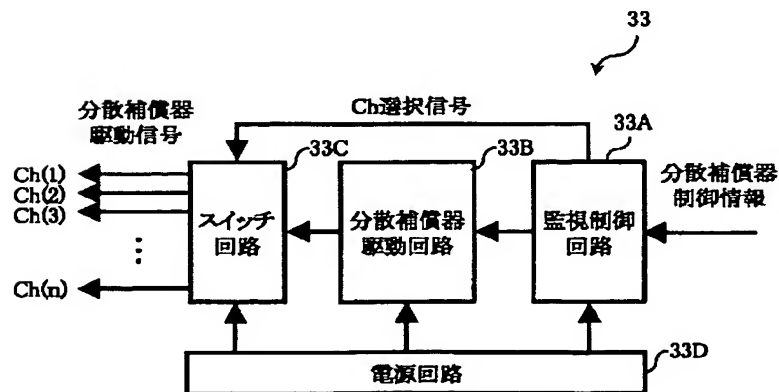 33
Ch選択信号
分散補償器
駆動信号
33C
33B
33A
Ch(1)
Ch(2)
Ch(3)
⋮
Ch(n)
スイッチ
回路
分散補償器
駆動回路
監視制御
回路
分散補償器
制御情報
電源回路
33D